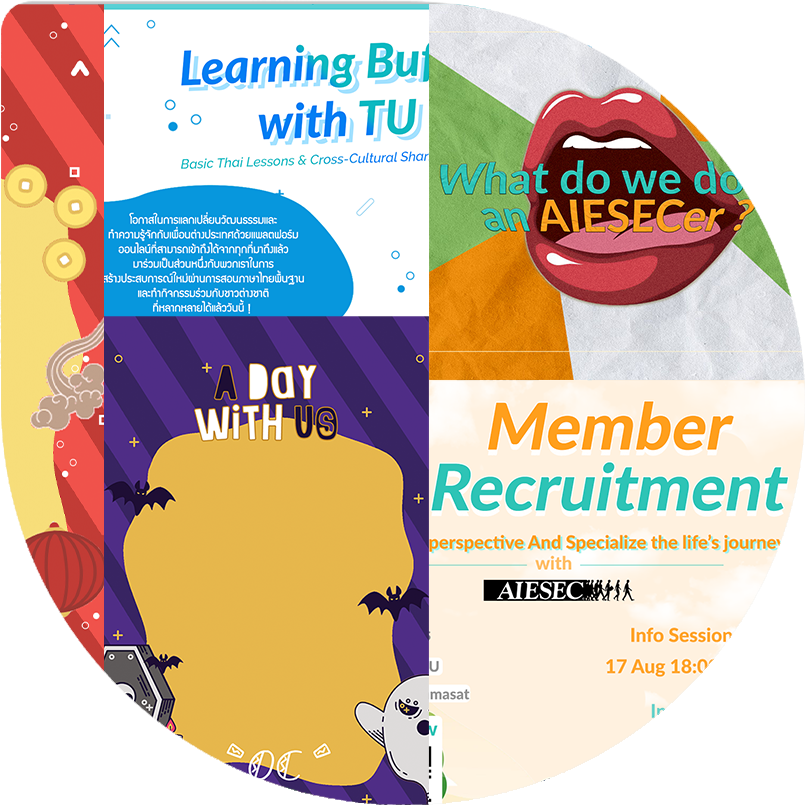 Learning Buf
with TU
Basic Thai Lessons & Cross-Cultural Shar
โอกาสในการแลกเปลี่ยนวัฒนธรรมและ
ทำความรู้จักกับเพื่อนต่างประเทศด้วยแพลตฟอร์ม
ออนไลน์ที่สามารถเข้าถึงได้จากทุกที่มาถึงแล้ว
มาร่วมเป็นส่วนหนึ่งกับพวกเราในการ
สร้างประสบการณ์ใหม่ผ่านการสอนภาษาไทยพื้นฐาน
และทำกิจกรรมร่วมกับชาวต่างชาติ
ที่หลากหลายได้แล้ววันนี้ !
What do we do
an AIESECer ?
A DAY
WITH US
DC
Member
Recruitment
perspective And Specialize the life's journey
with
AIESEC
Info Session
17 Aug 18:0
masat